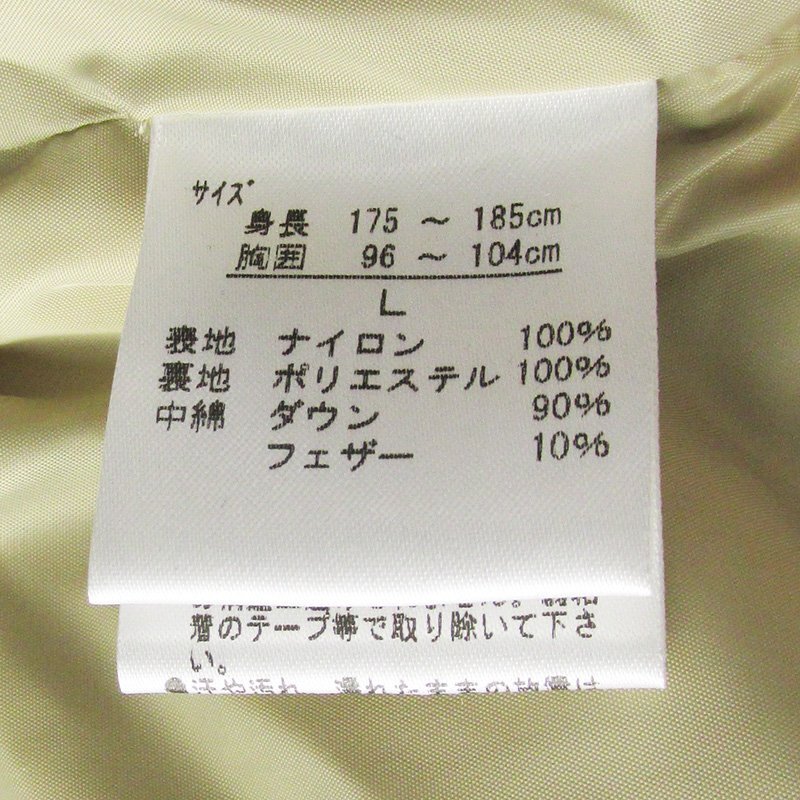 サイズ
身長 175 ～ 185cm
胸囲 96 ～ 104cm
L
表地 ナイロン 100%
裏地 ポリエステル 100%
中綿 ダウン 90%
フェザー 10%
着のテープ等で取り除いて下さ
い。